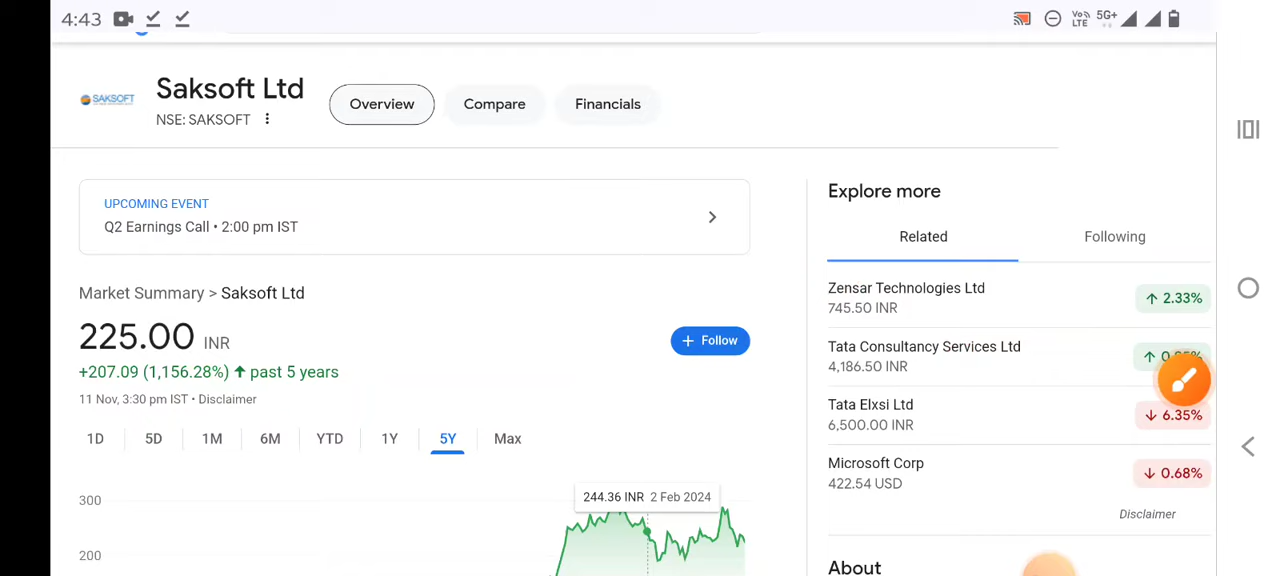 4:43
Vo)) LTE 5G+
SAKSOFT
Saksoft Ltd
NSE: SAKSOFT
Overview
Compare
Financials
UPCOMING EVENT
Q2 Earnings Call • 2:00 pm IST
Market Summary > Saksoft Ltd
225.00 INR
+207.09 (1,156.28%) ↑ past 5 years
11 Nov, 3:30 pm IST • Disclaimer
+ Follow
1D 5D 1M 6M YTD 1Y 5Y Max
244.36 INR 2 Feb 2024
300
200
Explore more
Related Following
Zensar Technologies Ltd
745.50 INR
↑ 2.33%
Tata Consultancy Services Ltd
4,186.50 INR
Tata Elxsi Ltd
6,500.00 INR
↓ 6.35%
Microsoft Corp
422.54 USD
↓ 0.68%
Disclaimer
About